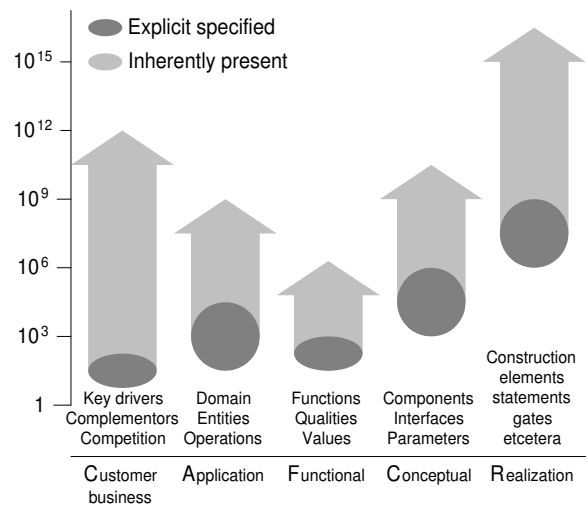 Explicit specified
Inherently present
10^15
10^12
10^9
10^6
10^3
1
Key drivers
Complementors
Competition
Domain
Entities
Operations
Functions
Qualities
Values
Components
Interfaces
Parameters
Construction
elements
statements
gates
etcetera
Customer
business
Application
Functional
Conceptual
Realization